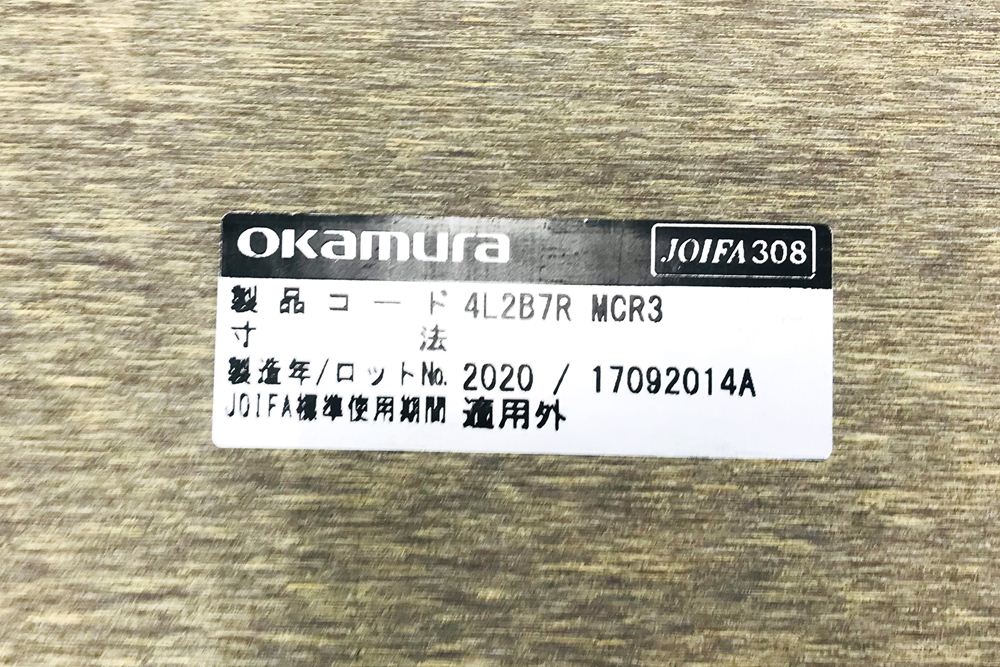 okamura JOIFA308
製品コード 4L2B7R MCR3
寸法
製造年/ロットNo. 2020 / 17092014A
JOIFA標準使用期間 適用外